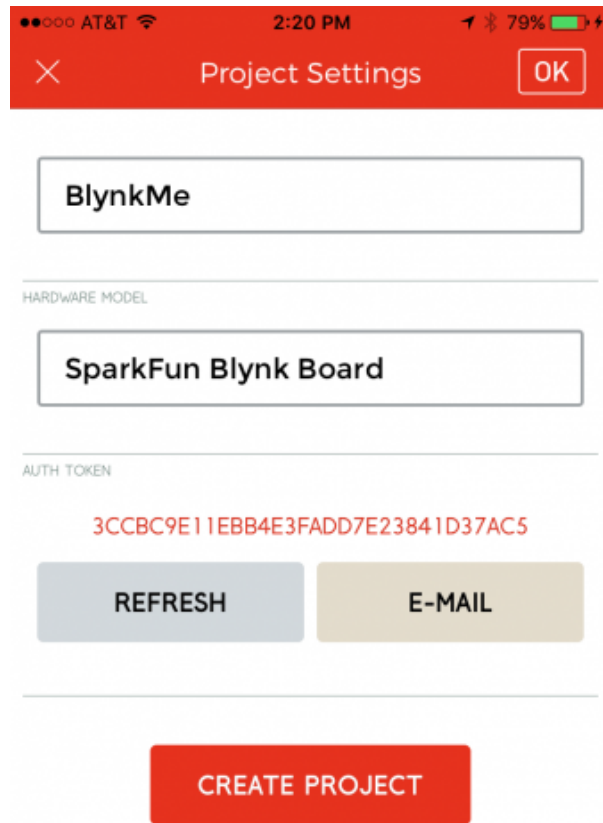 AT&T 2:20 PM 79%
Project Settings OK
BlynkMe
HARDWARE MODEL
SparkFun Blynk Board
AUTH TOKEN
3CCBC9E11EBB4E3FADD7E23841D37AC5
REFRESH E-MAIL
CREATE PROJECT